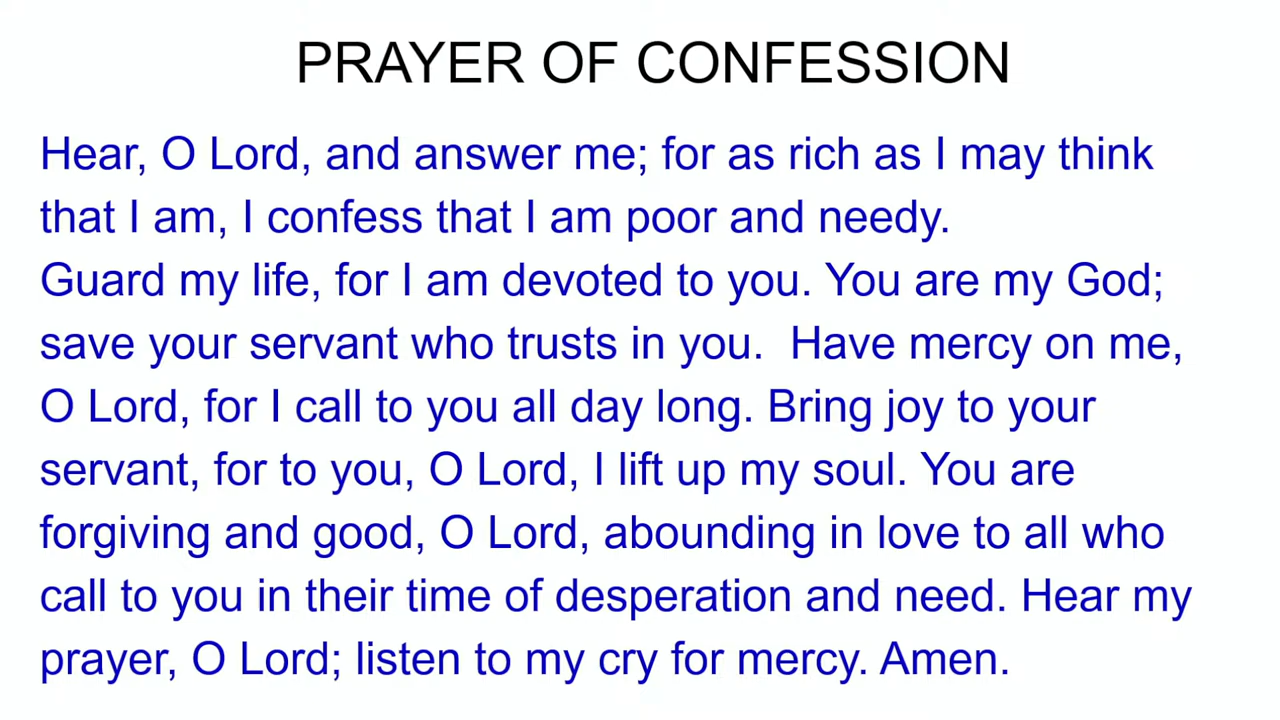 PRAYER OF CONFESSION
Hear, O Lord, and answer me; for as rich as I may think
that I am, I confess that I am poor and needy.
Guard my life, for I am devoted to you. You are my God;
save your servant who trusts in you.  Have mercy on me,
O Lord, for I call to you all day long. Bring joy to your
servant, for to you, O Lord, I lift up my soul. You are
forgiving and good, O Lord, abounding in love to all who
call to you in their time of desperation and need. Hear my
prayer, O Lord; listen to my cry for mercy. Amen.